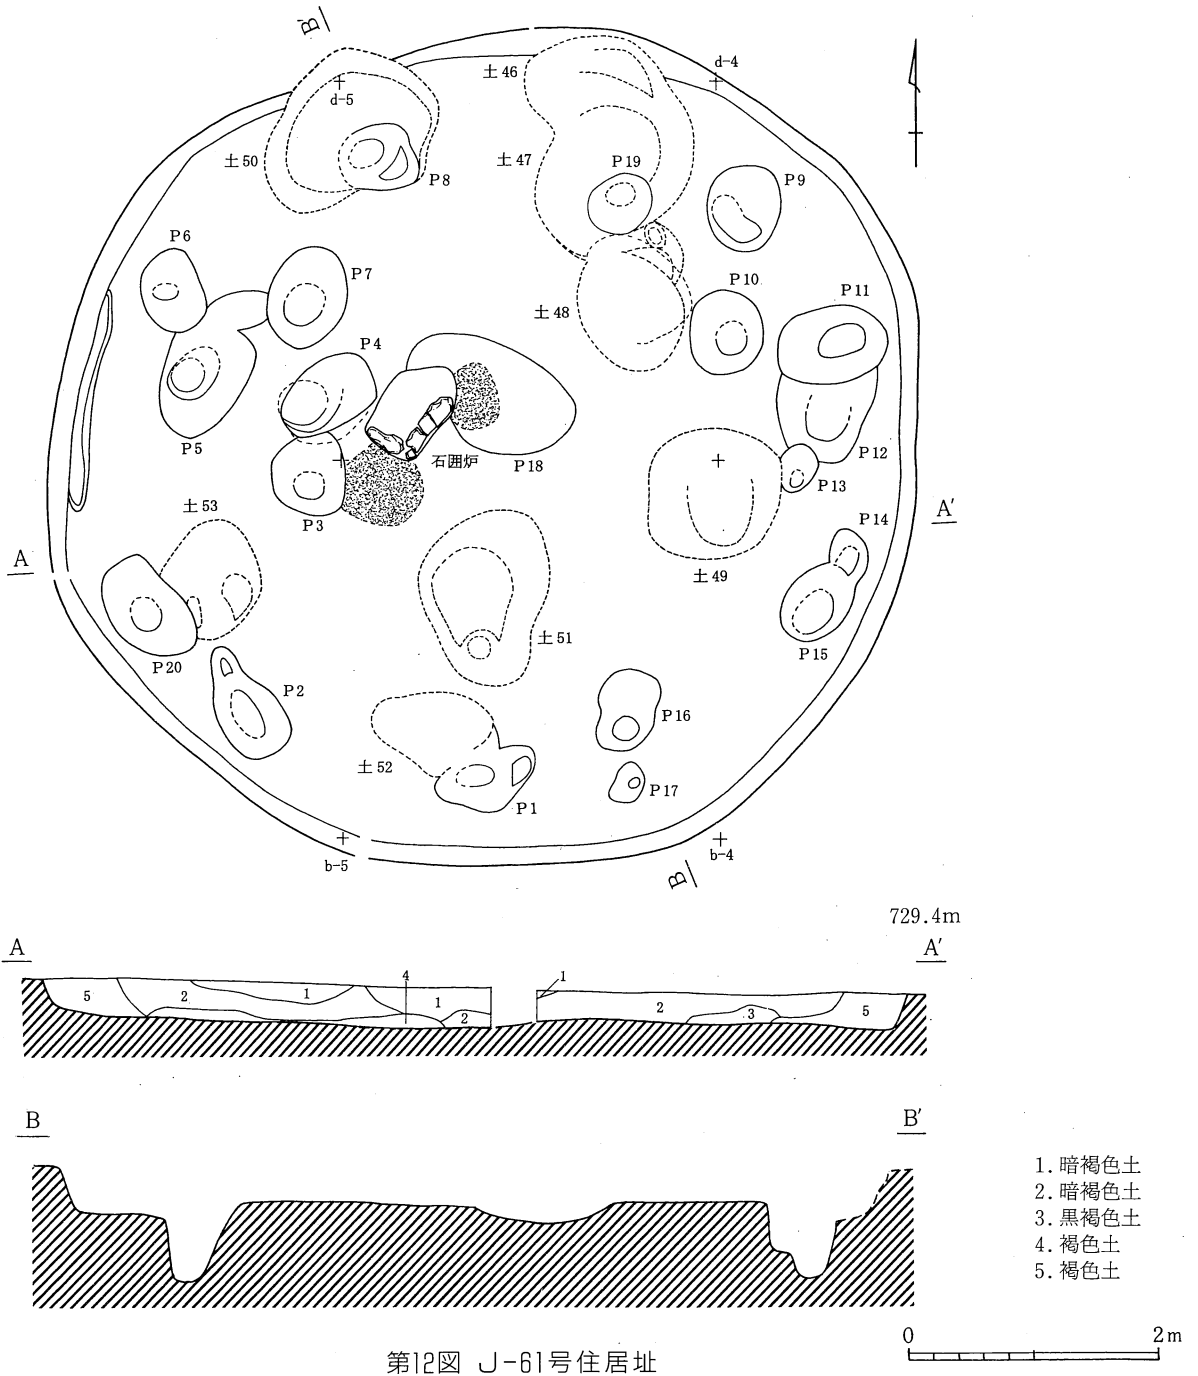 B′
d-4
土46
d-5
土50
土47
P19
P8
P9
P6
P7
P10
P11
土48
P4
P5
石囲炉
P18
P12
P13
土53
P3
A′
P14
A
土49
土51
P15
P20
P2
P16
土52
P17
P1
b-5
b-4
B
729.4m
A
A′
4
1
5
2
1
1
2
2
3
5
B
B′
1. 暗褐色土
2. 暗褐色土
3. 黒褐色土
4. 褐色土
5. 褐色土
0 2m
第12図 J-61号住居址